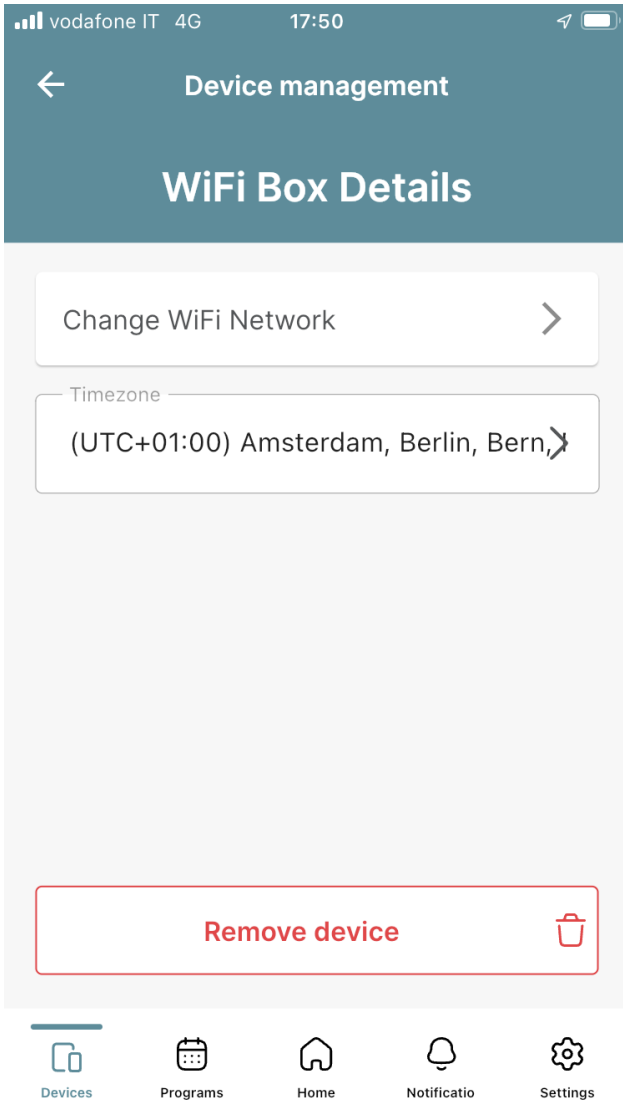 vodafone IT 4G 17:50
Device management
WiFi Box Details
Change WiFi Network
Timezone
(UTC+01:00) Amsterdam, Berlin, Bern,
Remove device
Devices Programs Home Notificatio Settings